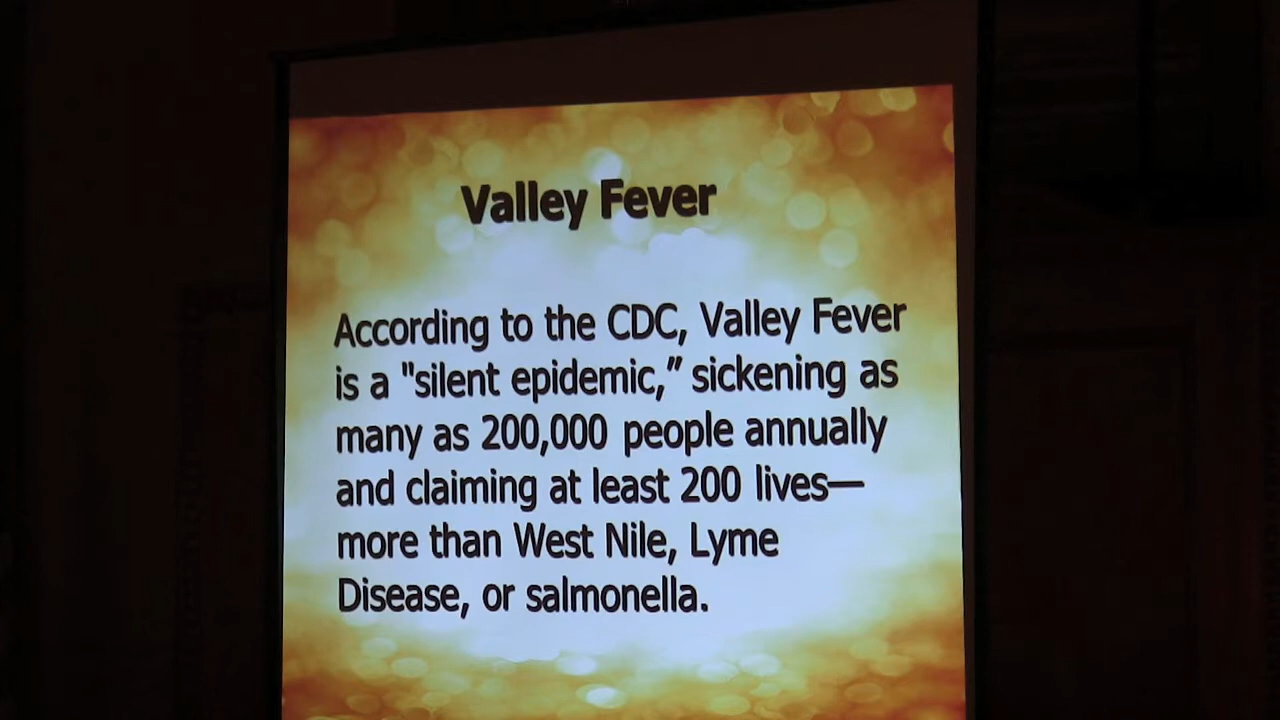 Valley Fever
According to the CDC, Valley Fever
is a "silent epidemic,” sickening as
many as 200,000 people annually
and claiming at least 200 lives—
more than West Nile, Lyme
Disease, or salmonella.